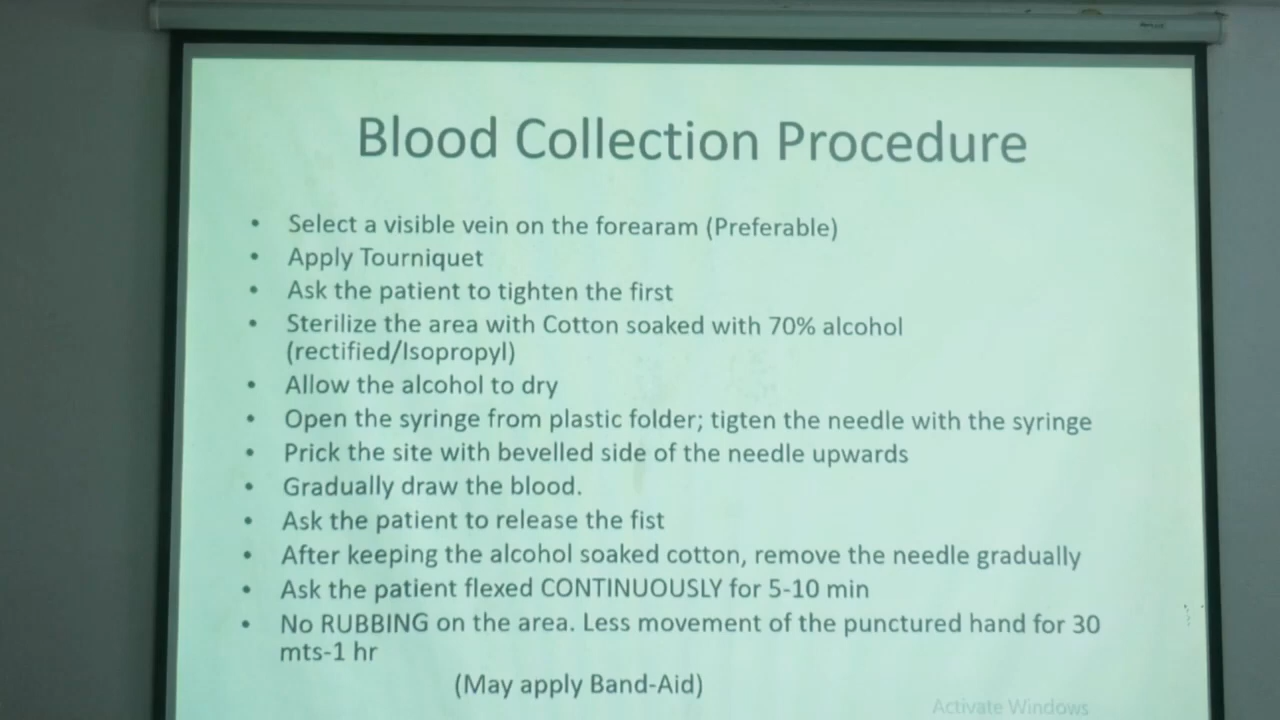 Blood Collection Procedure
• Select a visible vein on the forearam (Preferable)
• Apply Tourniquet
• Ask the patient to tighten the first
• Sterilize the area with Cotton soaked with 70% alcohol
(rectified/Isopropyl)
• Allow the alcohol to dry
• Open the syringe from plastic folder; tigten the needle with the syringe
• Prick the site with bevelled side of the needle upwards
• Gradually draw the blood.
• Ask the patient to release the fist
• After keeping the alcohol soaked cotton, remove the needle gradually
• Ask the patient flexed CONTINUOUSLY for 5-10 min
• No RUBBING on the area. Less movement of the punctured hand for 30
mts-1 hr
(May apply Band-Aid)
Activate Windows